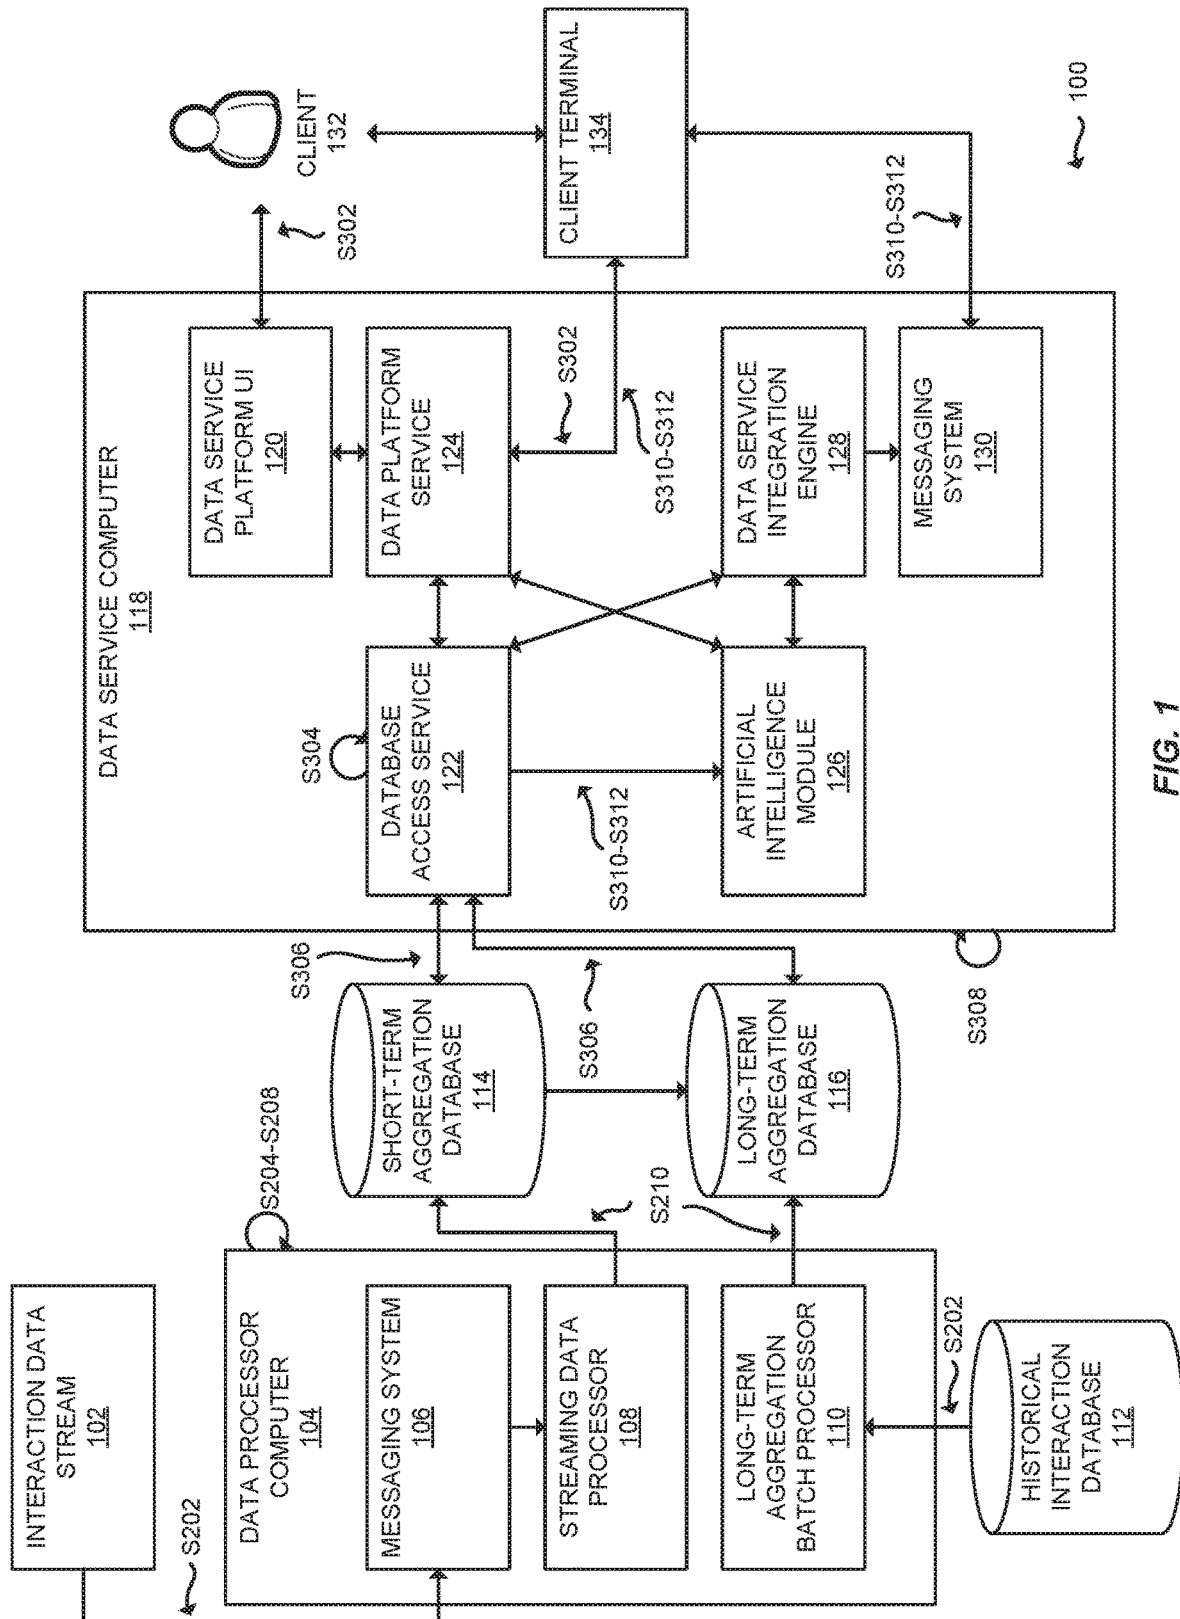 INTERACTION DATA
STREAM
102
S202
DATA PROCESSOR
COMPUTER
104
S204-S208
MESSAGING SYSTEM
106
STREAMING DATA
PROCESSOR
108
LONG-TERM
AGGREGATION
BATCH PROCESSOR
110
S202
HISTORICAL
INTERACTION
DATABASE
112
S210
SHORT-TERM
AGGREGATION
DATABASE
114
LONG-TERM
AGGREGATION
DATABASE
116
S306
S306
DATA SERVICE COMPUTER
118
S304
DATABASE
ACCESS SERVICE
122
S310-S312
ARTIFICIAL
INTELLIGENCE
MODULE
126
S308
DATA SERVICE
PLATFORM UI
120
DATA PLATFORM
SERVICE
124
S302
S310-S312
DATA SERVICE
INTEGRATION
ENGINE
128
MESSAGING
SYSTEM
130
S302
CLIENT
132
CLIENT TERMINAL
134
S310-S312
100
FIG. 1